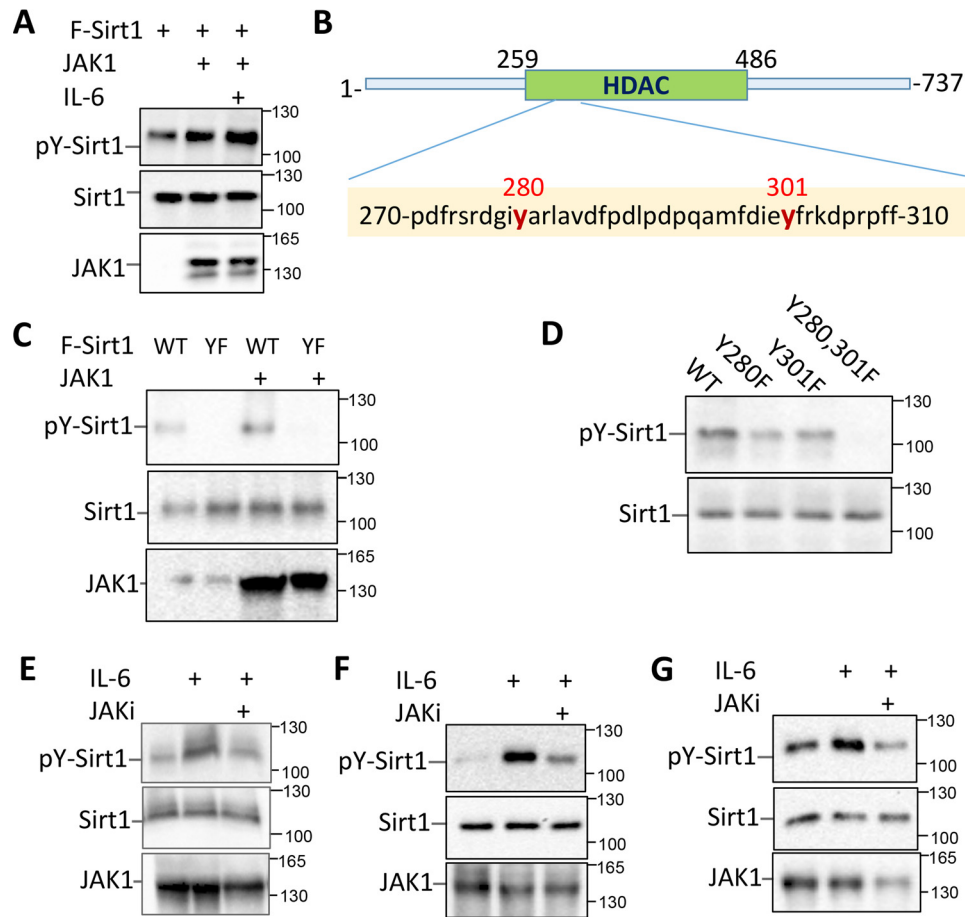 A
F-Sirt1 + + +
JAK1 + +
IL-6 +
130
pY-Sirt1
100
130
Sirt1
100
165
JAK1
130
B
259 486
1- HDAC -737
280 301
270-pdfrsrdgiyarlavdfpdlpdpqamfdieyfrkdprpff-310
C
F-Sirt1 WT YF WT YF
JAK1 + +
130
pY-Sirt1
100
130
Sirt1
100
165
JAK1
130
D
WT Y280F Y301F Y280,301F
130
pY-Sirt1
100
130
Sirt1
100
E
IL-6 + +
JAKi +
130
pY-Sirt1
100
130
Sirt1
100
165
JAK1
130
F
IL-6 + +
JAKi +
130
pY-Sirt1
100
130
Sirt1
100
165
JAK1
130
G
IL-6 + +
JAKi +
130
pY-Sirt1
100
130
Sirt1
100
165
JAK1
130